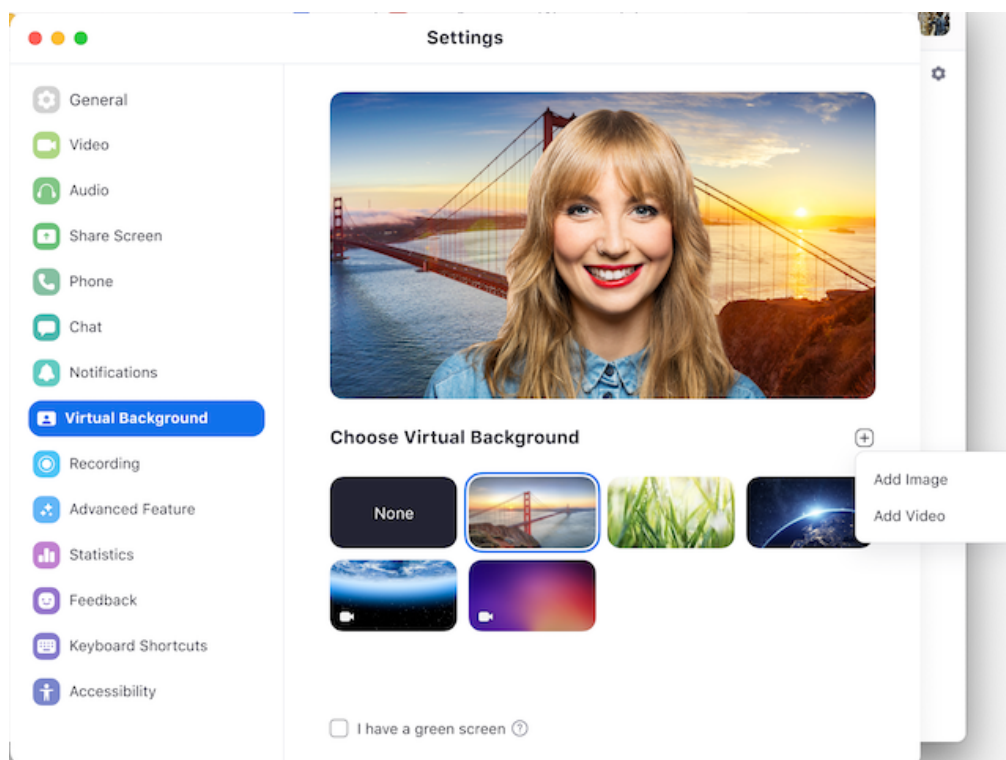 Settings
General
Video
Audio
Share Screen
Phone
Chat
Notifications
Virtual Background
Recording
Advanced Feature
Statistics
Feedback
Keyboard Shortcuts
Accessibility
Choose Virtual Background
Add Image
Add Video
None
I have a green screen